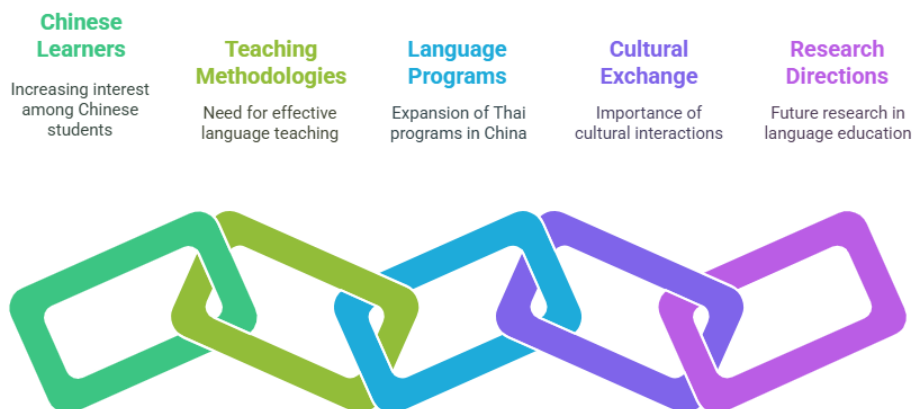 Chinese
Learners
Increasing interest
among Chinese
students
Teaching
Methodologies
Need for effective
language teaching
Language
Programs
Expansion of Thai
programs in China
Cultural
Exchange
Importance of
cultural interactions
Research
Directions
Future research in
language education